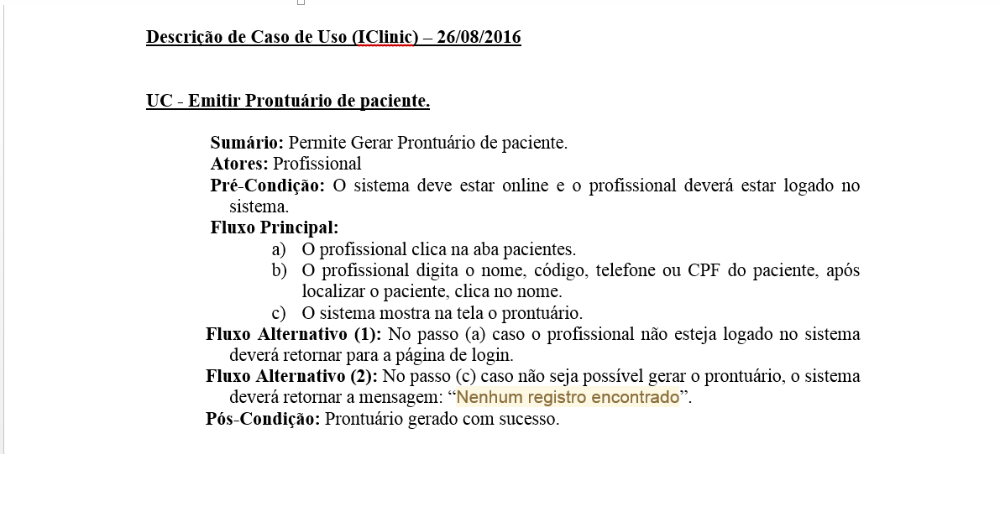 Descrição de Caso de Uso (IClinic) – 26/08/2016
UC - Emitir Prontuário de paciente.
Sumário: Permite Gerar Prontuário de paciente.
Atores: Profissional
Pré-Condição: O sistema deve estar online e o profissional deverá estar logado no
sistema.
Fluxo Principal:
a) O profissional clica na aba pacientes.
b) O profissional digita o nome, código, telefone ou CPF do paciente, após
localizar o paciente, clica no nome.
c) O sistema mostra na tela o prontuário.
Fluxo Alternativo (1): No passo (a) caso o profissional não esteja logado no sistema
deverá retornar para a página de login.
Fluxo Alternativo (2): No passo (c) caso não seja possível gerar o prontuário, o sistema
deverá retornar a mensagem: “Nenhum registro encontrado”.
Pós-Condição: Prontuário gerado com sucesso.